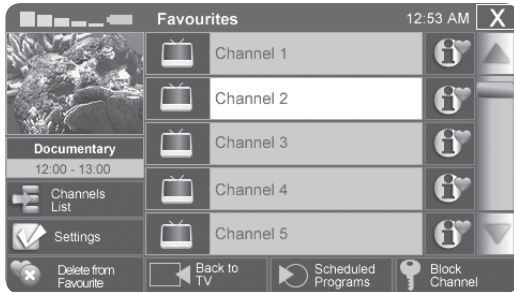 Favourites
12:53 AM
X
Channel 1
Channel 2
Channel 3
Channel 4
Channel 5
Documentary
12:00 - 13:00
Channels
List
Settings
Delete from
Favourite
Back to
TV
Scheduled
Programs
Block
Channel